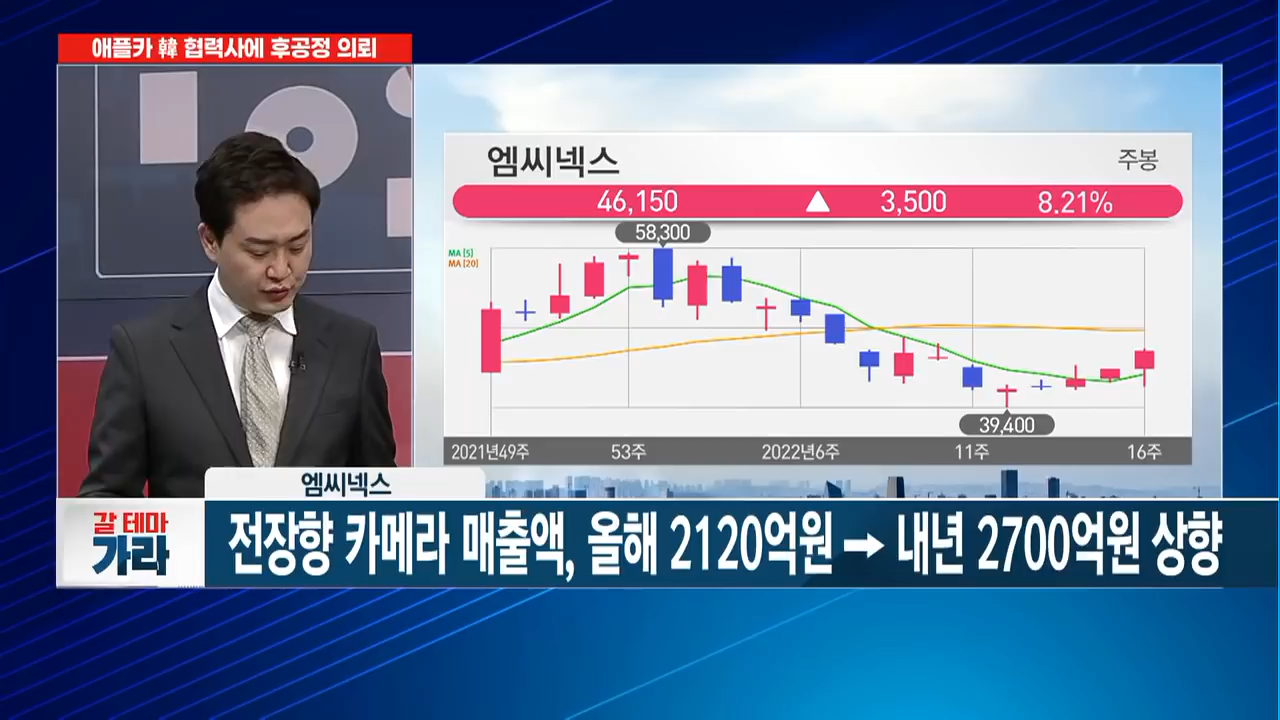 애플카 韓 협력사에 후공정 의뢰
엠씨넥스
주봉
46,150 ▲ 3,500 8.21%
58,300
MA [5]
MA [20]
39,400
2021년49주 53주 2022년6주 11주 16주
엠씨넥스
갈 테마
가라
전장향 카메라 매출액, 올해 2120억원 → 내년 2700억원 상향